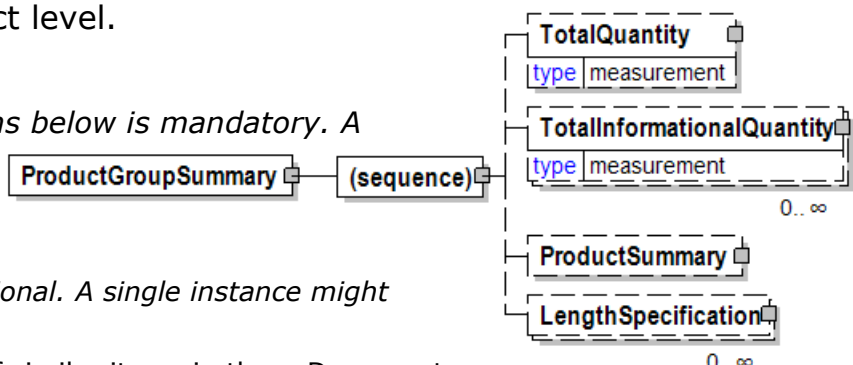 ct level.
TotalQuantity
type measurement
ns below is mandatory. A
TotalInformationalQuantity
type measurement
ProductGroupSummary (sequence)
0.. ∞
ProductSummary
ional. A single instance might
LengthSpecification
0.. ∞